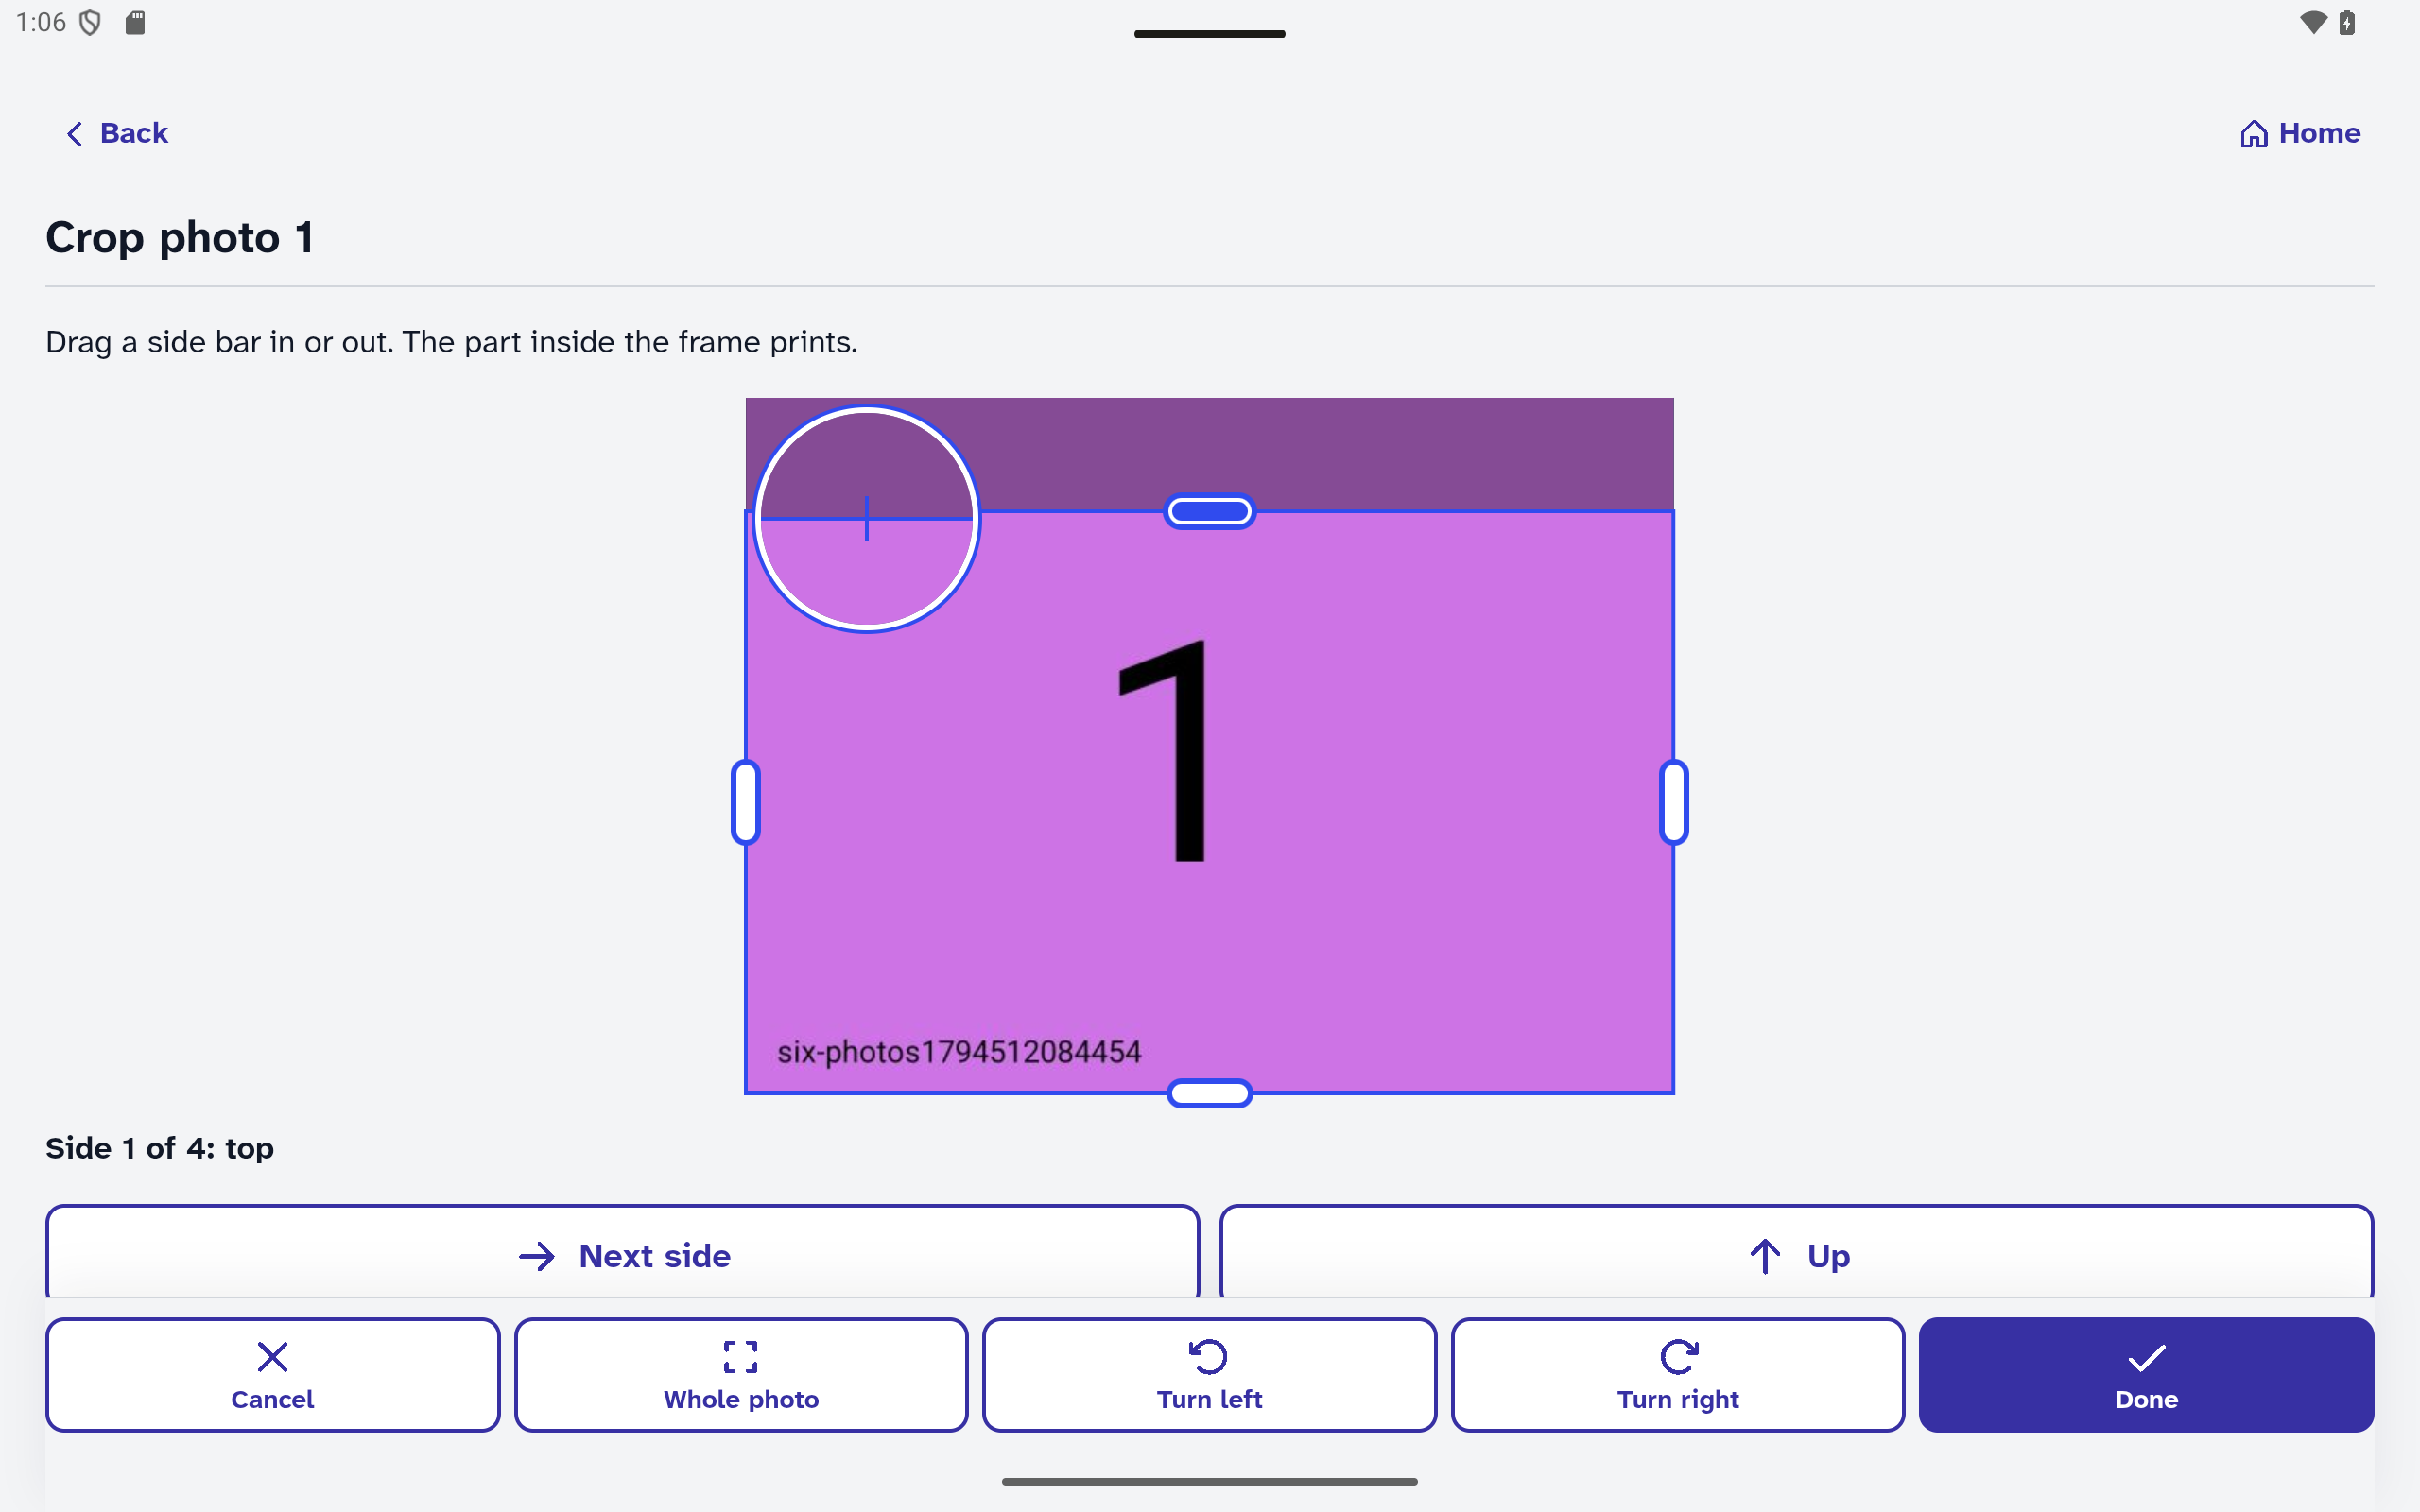 1:06
Back
Home
Crop photo 1
Drag a side bar in or out. The part inside the frame prints.
1
six-photos1794512084454
Side 1 of 4: top
Next side
Up
Cancel
Whole photo
Turn left
Turn right
Done